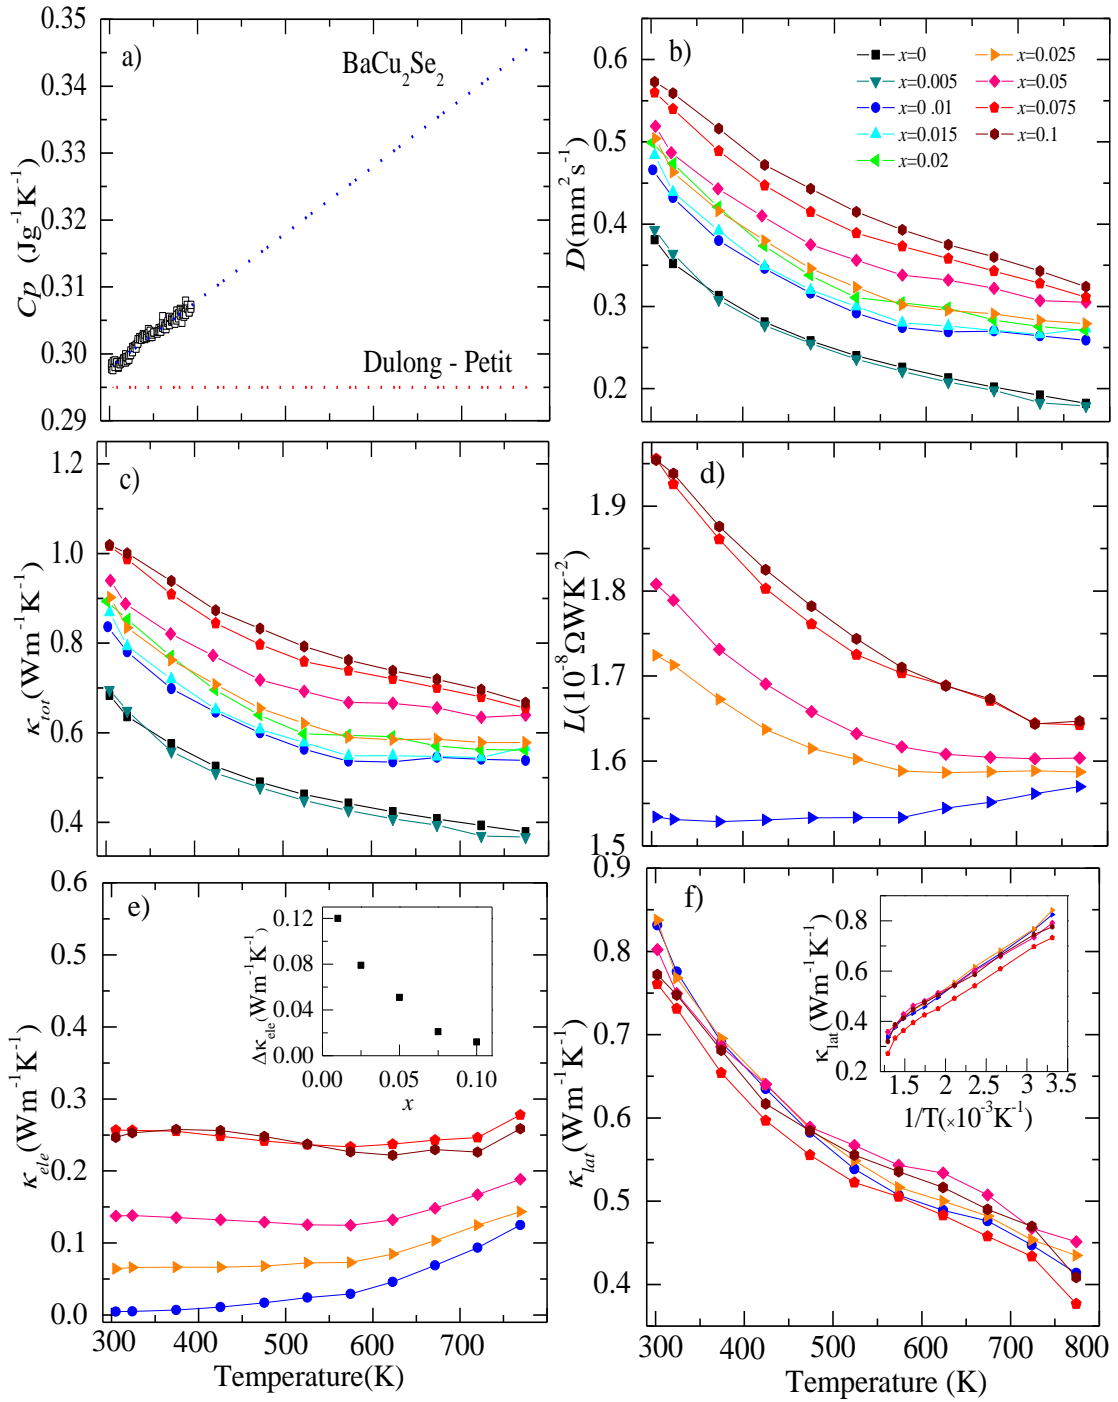 a)
BaCu₂Se₂
Dulong - Petit
Cp (Jg⁻¹K⁻¹)
0.35
0.34
0.33
0.32
0.31
0.30
0.29
b)
x=0
x=0.005
x=0 .01
x=0.015
x=0.02
x=0.025
x=0.05
x=0.075
x=0.1
D(mm²s⁻¹)
0.6
0.5
0.4
0.3
0.2
c)
κtot(Wm⁻¹K⁻¹)
1.2
1.0
0.8
0.6
0.4
d)
L(10⁻⁸ΩWK⁻²)
1.9
1.8
1.7
1.6
1.5
e)
κele(Wm⁻¹K⁻¹)
0.6
0.5
0.4
0.3
0.2
0.1
0.0
Δκele(Wm⁻¹K⁻¹)
0.12
0.08
0.04
0.00
0.00 0.05 0.10
x
300 400 500 600 700
Temperature(K)
f)
κlat(Wm⁻¹K⁻¹)
0.9
0.8
0.7
0.6
0.5
0.4
κlat(Wm⁻¹K⁻¹)
0.8
0.6
0.4
0.2
1.5 2.0 2.5 3.0 3.5
1/T(×10⁻³K⁻¹)
300 400 500 600 700 800
Temperature (K)